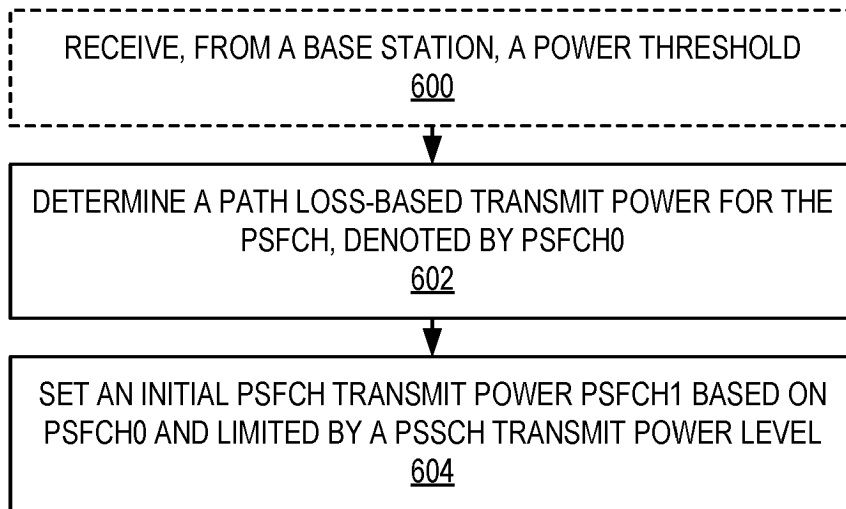 RECEIVE, FROM A BASE STATION, A POWER THRESHOLD
600
DETERMINE A PATH LOSS-BASED TRANSMIT POWER FOR THE
PSFCH, DENOTED BY PSFCH0
602
SET AN INITIAL PSFCH TRANSMIT POWER PSFCH1 BASED ON
PSFCH0 AND LIMITED BY A PSSCH TRANSMIT POWER LEVEL
604